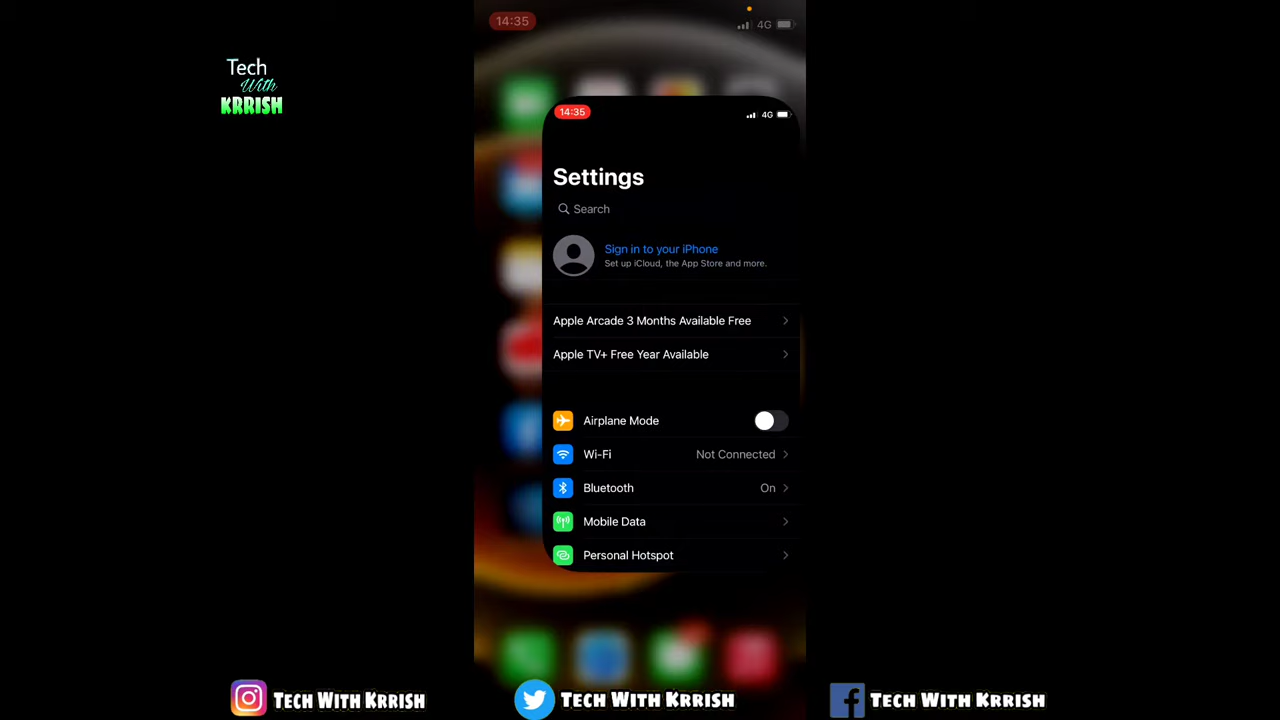 14:35
4G
Tech
With
KRRISH
14:35
4G
Settings
Search
Sign in to your iPhone
Set up iCloud, the App Store and more.
Apple Arcade 3 Months Available Free
Apple TV+ Free Year Available
Airplane Mode
Wi-Fi Not Connected
Bluetooth On
Mobile Data
Personal Hotspot
Tech With Krrish
Tech With Krrish
Tech With Krrish